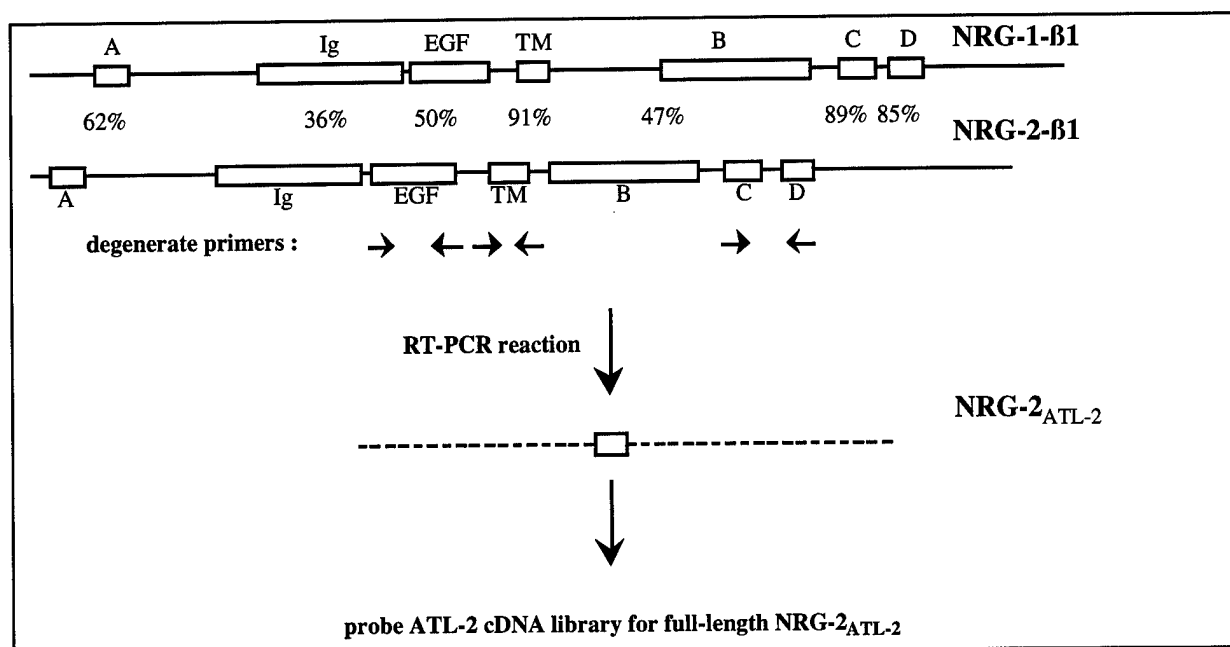 A Ig EGF TM B C D NRG-1-ß1
62% 36% 50% 91% 47% 89% 85%
NRG-2-ß1
A Ig EGF TM B C D
degenerate primers :
RT-PCR reaction
NRG-2ATL-2
probe ATL-2 cDNA library for full-length NRG-2ATL-2